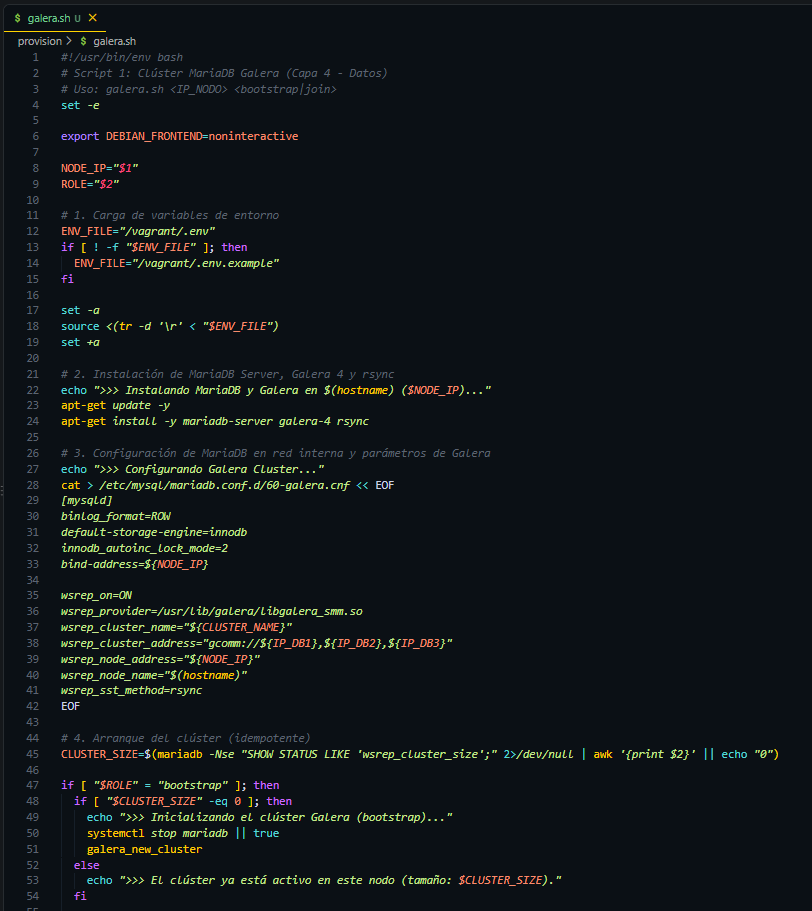 $ galera.sh U ✕
provision > $ galera.sh
1 #!/usr/bin/env bash
2 # Script 1: Clúster MariaDB Galera (Capa 4 - Datos)
3 # Uso: galera.sh <IP_NODO> <bootstrap|join>
4 set -e
5
6 export DEBIAN_FRONTEND=noninteractive
7
8 NODE_IP="$1"
9 ROLE="$2"
10
11 # 1. Carga de variables de entorno
12 ENV_FILE="/vagrant/.env"
13 if [ ! -f "$ENV_FILE" ]; then
14   ENV_FILE="/vagrant/.env.example"
15 fi
16
17 set -a
18 source <(tr -d '\r' < "$ENV_FILE")
19 set +a
20
21 # 2. Instalación de MariaDB Server, Galera 4 y rsync
22 echo ">>> Instalando MariaDB y Galera en $(hostname) ($NODE_IP)..."
23 apt-get update -y
24 apt-get install -y mariadb-server galera-4 rsync
25
26 # 3. Configuración de MariaDB en red interna y parámetros de Galera
27 echo ">>> Configurando Galera Cluster..."
28 cat > /etc/mysql/mariadb.conf.d/60-galera.cnf << EOF
29 [mysqld]
30 binlog_format=ROW
31 default-storage-engine=innodb
32 innodb_autoinc_lock_mode=2
33 bind-address=${NODE_IP}
34
35 wsrep_on=ON
36 wsrep_provider=/usr/lib/galera/libgalera_smm.so
37 wsrep_cluster_name="${CLUSTER_NAME}"
38 wsrep_cluster_address="gcomm://${IP_DB1},${IP_DB2},${IP_DB3}"
39 wsrep_node_address="${NODE_IP}"
40 wsrep_node_name="$(hostname)"
41 wsrep_sst_method=rsync
42 EOF
43
44 # 4. Arranque del clúster (idempotente)
45 CLUSTER_SIZE=$(mariadb -Nse "SHOW STATUS LIKE 'wsrep_cluster_size';" 2>/dev/null | awk '{print $2}' || echo "0")
46
47 if [ "$ROLE" = "bootstrap" ]; then
48   if [ "$CLUSTER_SIZE" -eq 0 ]; then
49     echo ">>> Inicializando el clúster Galera (bootstrap)..."
50     systemctl stop mariadb || true
51     galera_new_cluster
52   else
53     echo ">>> El clúster ya está activo en este nodo (tamaño: $CLUSTER_SIZE)."
54   fi